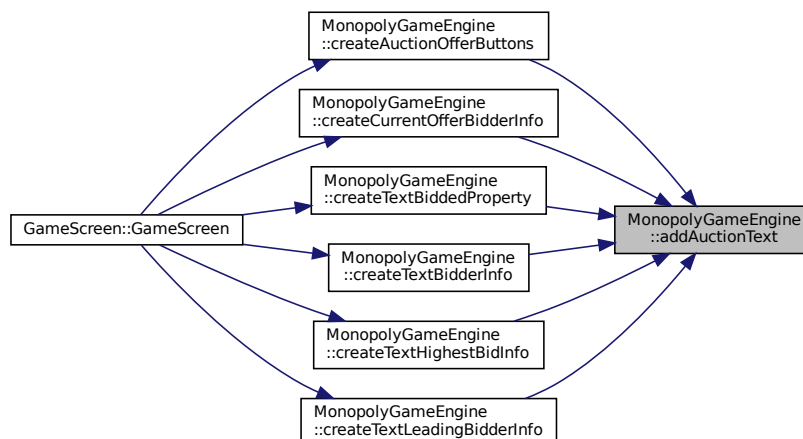 MonopolyGameEngine
::createAuctionOfferButtons
MonopolyGameEngine
::createCurrentOfferBidderInfo
MonopolyGameEngine
::createTextBiddedProperty
GameScreen::GameScreen
MonopolyGameEngine
::addAuctionText
MonopolyGameEngine
::createTextBidderInfo
MonopolyGameEngine
::createTextHighestBidInfo
MonopolyGameEngine
::createTextLeadingBidderInfo